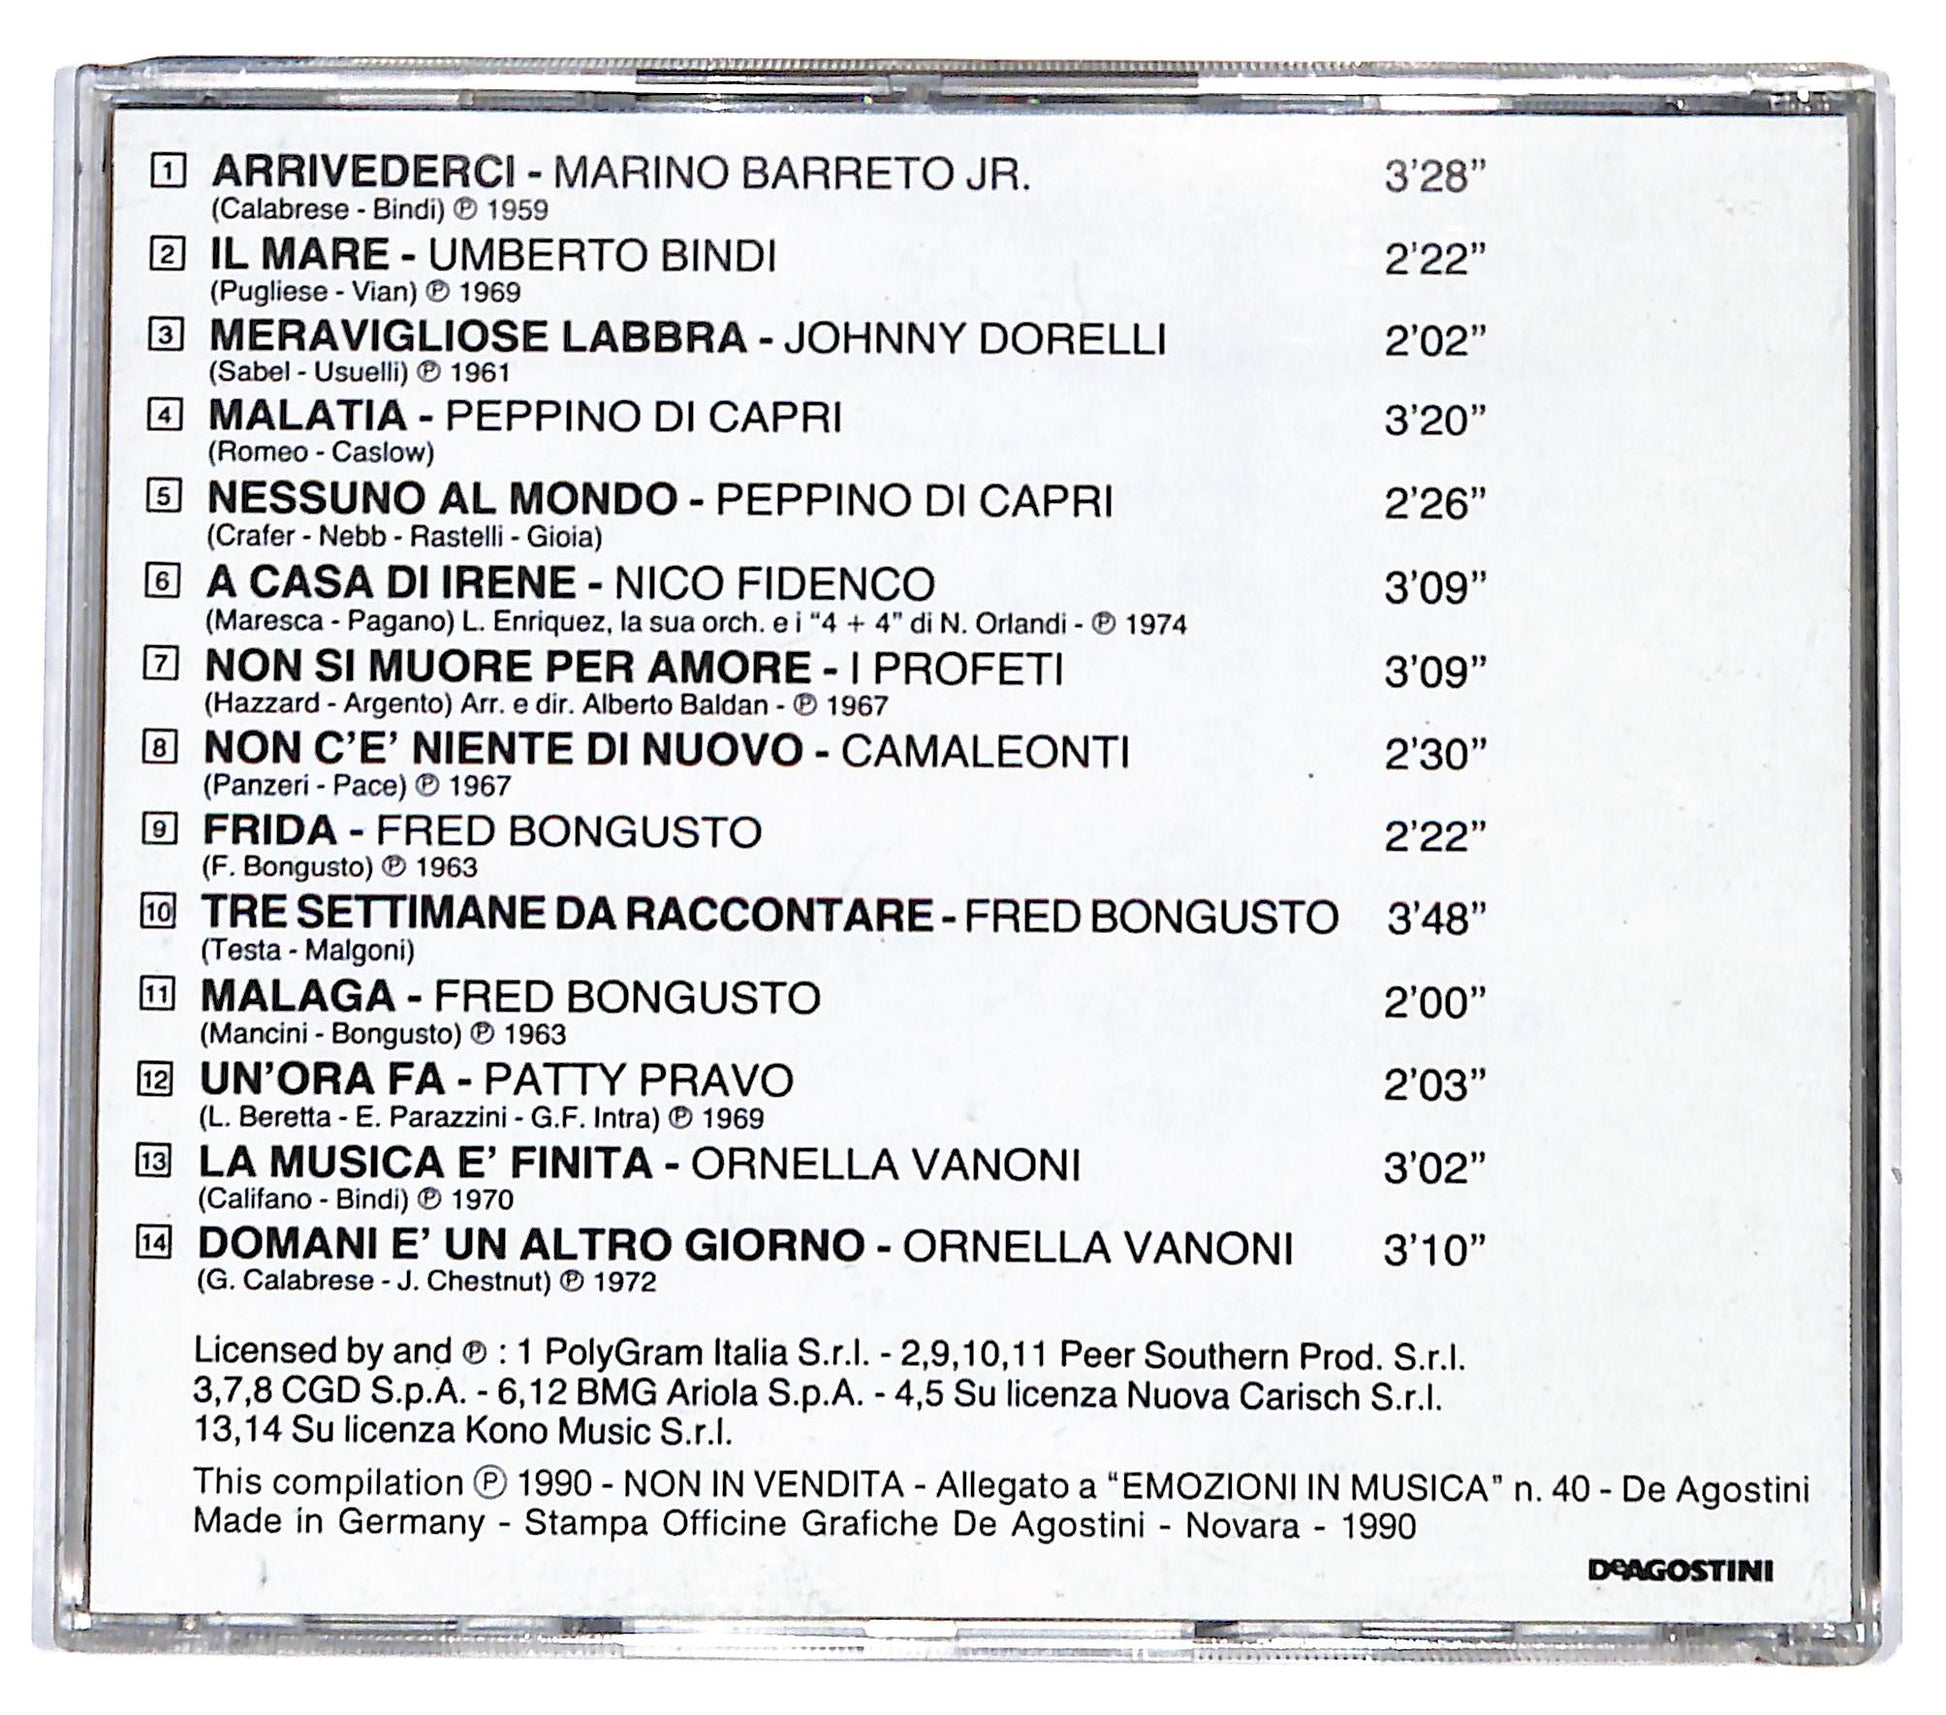 1 ARRIVEDERCI - MARINO BARRETO JR. 3'28"
(Calabrese - Bindi) ℗ 1959
2 IL MARE - UMBERTO BINDI 2'22"
(Pugliese - Vian) ℗ 1969
3 MERAVIGLIOSE LABBRA - JOHNNY DORELLI 2'02"
(Sabel - Usuelli) ℗ 1961
4 MALATIA - PEPPINO DI CAPRI 3'20"
(Romeo - Caslow)
5 NESSUNO AL MONDO - PEPPINO DI CAPRI 2'26"
(Crafer - Nebb - Rastelli - Gioia)
6 A CASA DI IRENE - NICO FIDENCO 3'09"
(Maresca - Pagano) L. Enriquez, la sua orch. e i "4 + 4" di N. Orlandi - ℗ 1974
7 NON SI MUORE PER AMORE - I PROFETI 3'09"
(Hazzard - Argento) Arr. e dir. Alberto Baldan - ℗ 1967
8 NON C'E' NIENTE DI NUOVO - CAMALEONTI 2'30"
(Panzeri - Pace) ℗ 1967
9 FRIDA - FRED BONGUSTO 2'22"
(F. Bongusto) ℗ 1963
10 TRE SETTIMANE DA RACCONTARE - FRED BONGUSTO 3'48"
(Testa - Malgoni)
11 MALAGA - FRED BONGUSTO 2'00"
(Mancini - Bongusto) ℗ 1963
12 UN'ORA FA - PATTY PRAVO 2'03"
(L. Beretta - E. Parazzini - G.F. Intra) ℗ 1969
13 LA MUSICA E' FINITA - ORNELLA VANONI 3'02"
(Califano - Bindi) ℗ 1970
14 DOMANI E' UN ALTRO GIORNO - ORNELLA VANONI 3'10"
(G. Calabrese - J. Chestnut) ℗ 1972
Licensed by and ℗ : 1 PolyGram Italia S.r.l. - 2,9,10,11 Peer Southern Prod. S.r.l.
3,7,8 CGD S.p.A. - 6,12 BMG Ariola S.p.A. - 4,5 Su licenza Nuova Carisch S.r.l.
13,14 Su licenza Kono Music S.r.l.
This compilation ℗ 1990 - NON IN VENDITA - Allegato a "EMOZIONI IN MUSICA" n. 40 - De Agostini
Made in Germany - Stampa Officine Grafiche De Agostini - Novara - 1990
DeAGOSTINI